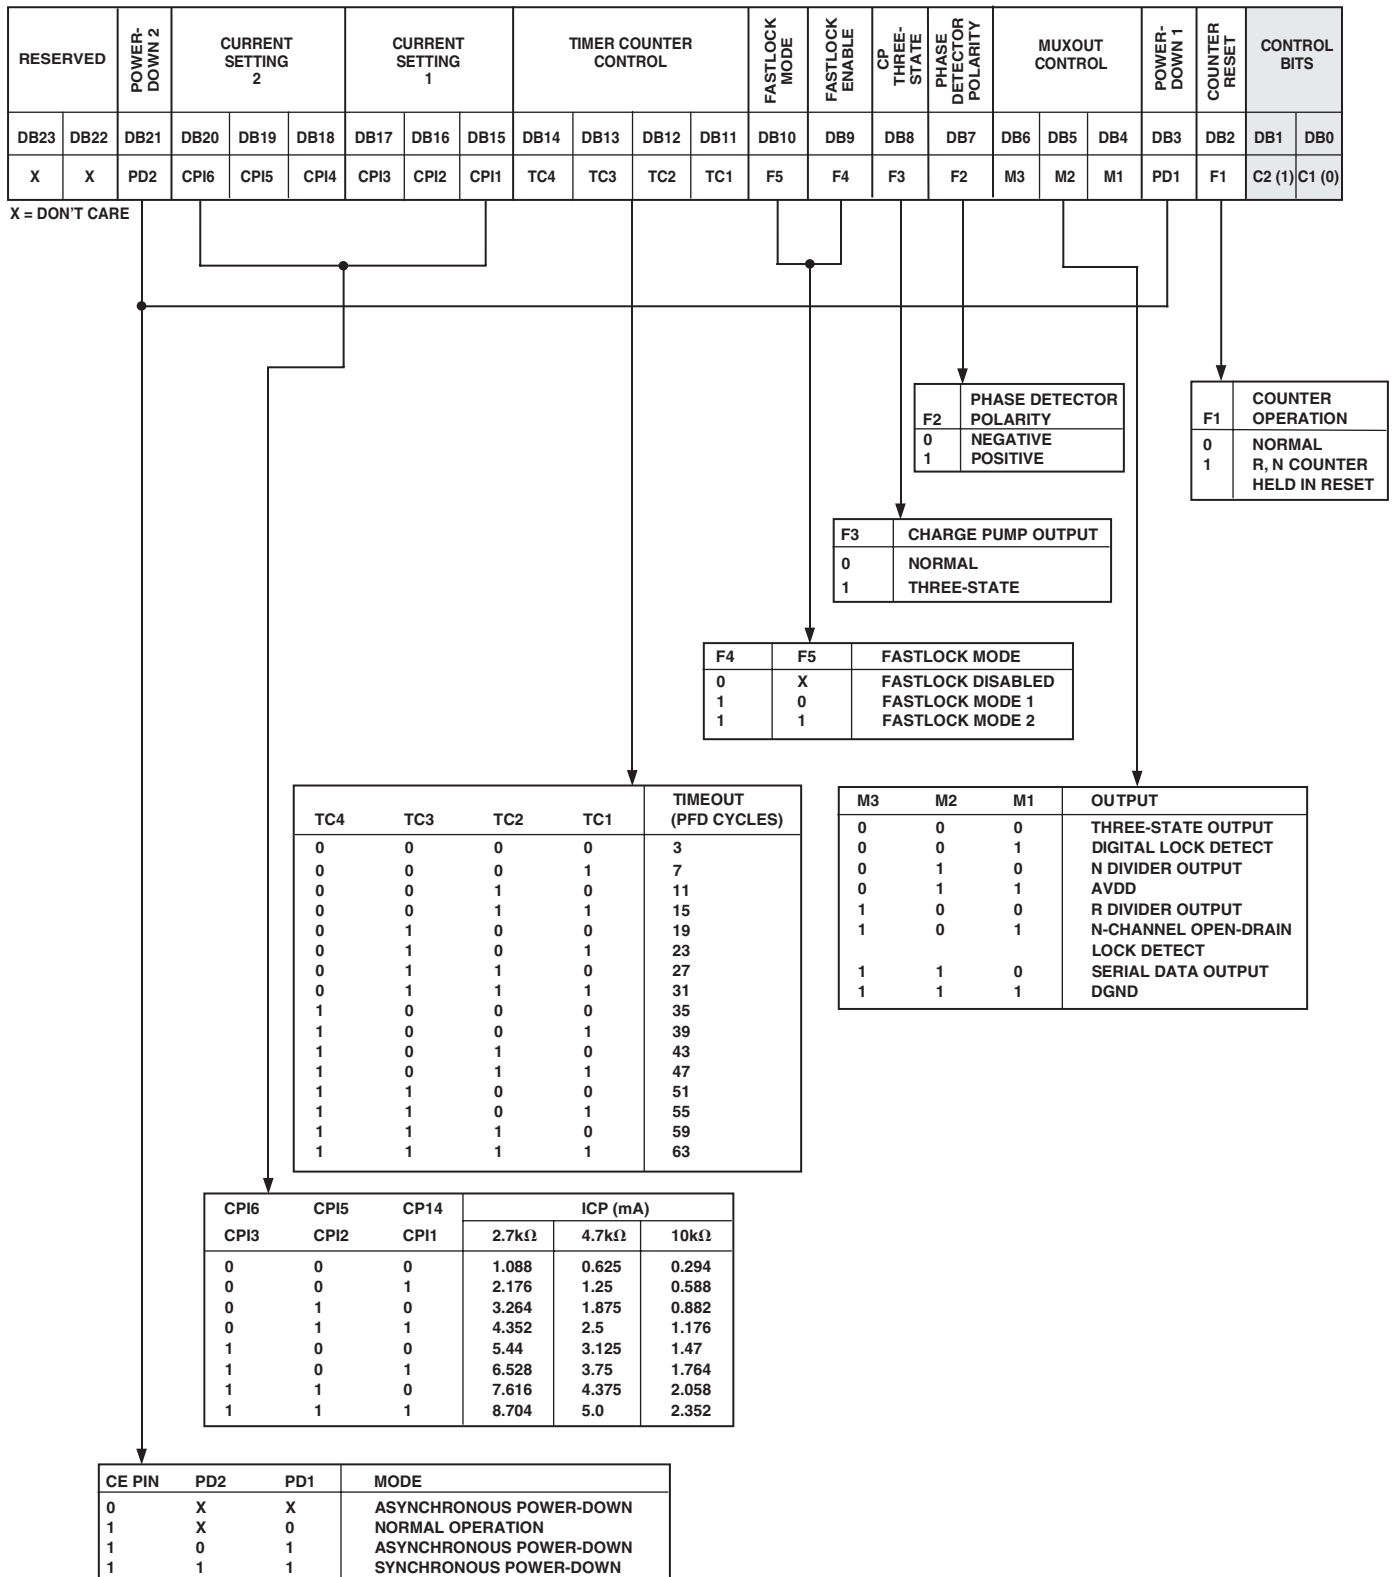 RESERVED
POWER-
DOWN 2
CURRENT
SETTING
2
CURRENT
SETTING
1
TIMER COUNTER
CONTROL
FASTLOCK
MODE
FASTLOCK
ENABLE
CP
THREE-
STATE
PHASE
DETECTOR
POLARITY
MUXOUT
CONTROL
POWER-
DOWN 1
COUNTER
RESET
CONTROL
BITS
DB23 DB22 DB21 DB20 DB19 DB18 DB17 DB16 DB15 DB14 DB13 DB12 DB11 DB10 DB9 DB8 DB7 DB6 DB5 DB4 DB3 DB2 DB1 DB0
X X PD2 CPI6 CPI5 CPI4 CPI3 CPI2 CPI1 TC4 TC3 TC2 TC1 F5 F4 F3 F2 M3 M2 M1 PD1 F1 C2 (1) C1 (0)
X = DON'T CARE
PHASE DETECTOR
F2 POLARITY
0 NEGATIVE
1 POSITIVE
COUNTER
F1 OPERATION
0 NORMAL
1 R, N COUNTER
HELD IN RESET
F3 CHARGE PUMP OUTPUT
0 NORMAL
1 THREE-STATE
F4 F5 FASTLOCK MODE
0 X FASTLOCK DISABLED
1 0 FASTLOCK MODE 1
1 1 FASTLOCK MODE 2
TIMEOUT
TC4 TC3 TC2 TC1 (PFD CYCLES)
0 0 0 0 3
0 0 0 1 7
0 0 1 0 11
0 0 1 1 15
0 1 0 0 19
0 1 0 1 23
0 1 1 0 27
0 1 1 1 31
1 0 0 0 35
1 0 0 1 39
1 0 1 0 43
1 0 1 1 47
1 1 0 0 51
1 1 0 1 55
1 1 1 0 59
1 1 1 1 63
M3 M2 M1 OUTPUT
0 0 0 THREE-STATE OUTPUT
0 0 1 DIGITAL LOCK DETECT
0 1 0 N DIVIDER OUTPUT
0 1 1 AVDD
1 0 0 R DIVIDER OUTPUT
1 0 1 N-CHANNEL OPEN-DRAIN
LOCK DETECT
1 1 0 SERIAL DATA OUTPUT
1 1 1 DGND
CPI6 CPI5 CP14 ICP (mA)
CPI3 CPI2 CPI1 2.7kΩ 4.7kΩ 10kΩ
0 0 0 1.088 0.625 0.294
0 0 1 2.176 1.25 0.588
0 1 0 3.264 1.875 0.882
0 1 1 4.352 2.5 1.176
1 0 0 5.44 3.125 1.47
1 0 1 6.528 3.75 1.764
1 1 0 7.616 4.375 2.058
1 1 1 8.704 5.0 2.352
CE PIN PD2 PD1 MODE
0 X X ASYNCHRONOUS POWER-DOWN
1 X 0 NORMAL OPERATION
1 0 1 ASYNCHRONOUS POWER-DOWN
1 1 1 SYNCHRONOUS POWER-DOWN